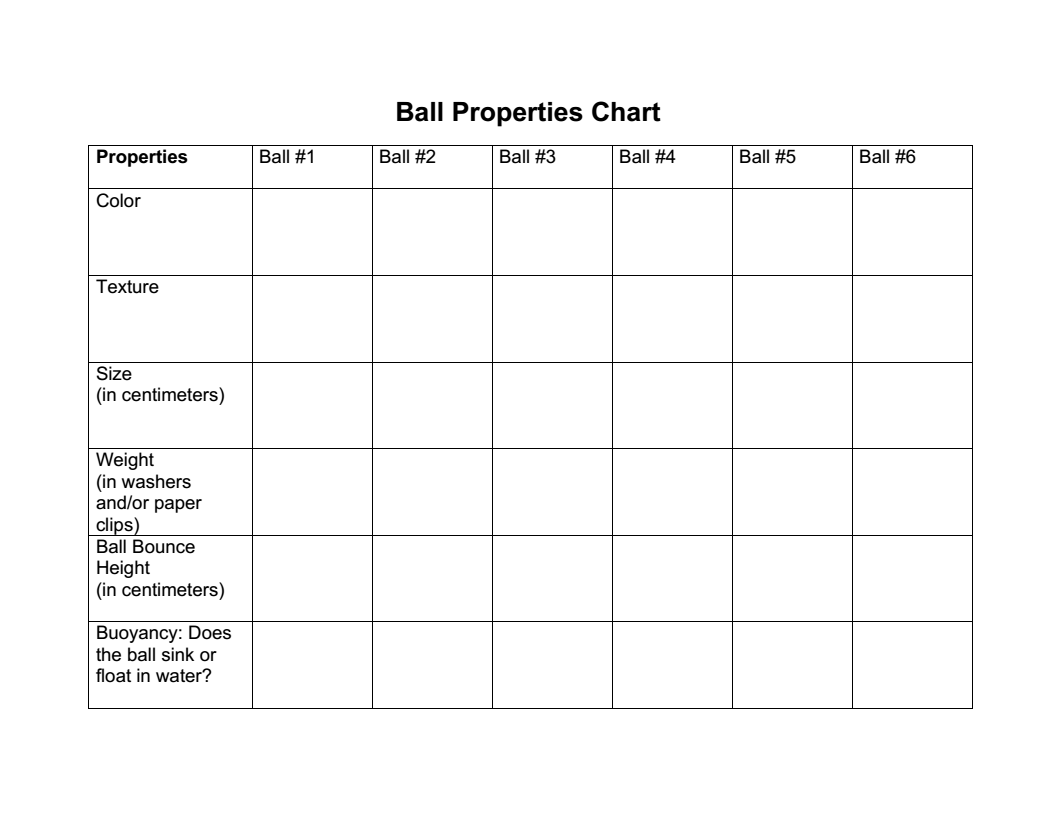 Ball Properties Chart
Properties Ball #1 Ball #2 Ball #3 Ball #4 Ball #5 Ball #6
Color
Texture
Size
(in centimeters)
Weight
(in washers
and/or paper
clips)
Ball Bounce
Height
(in centimeters)
Buoyancy: Does
the ball sink or
float in water?